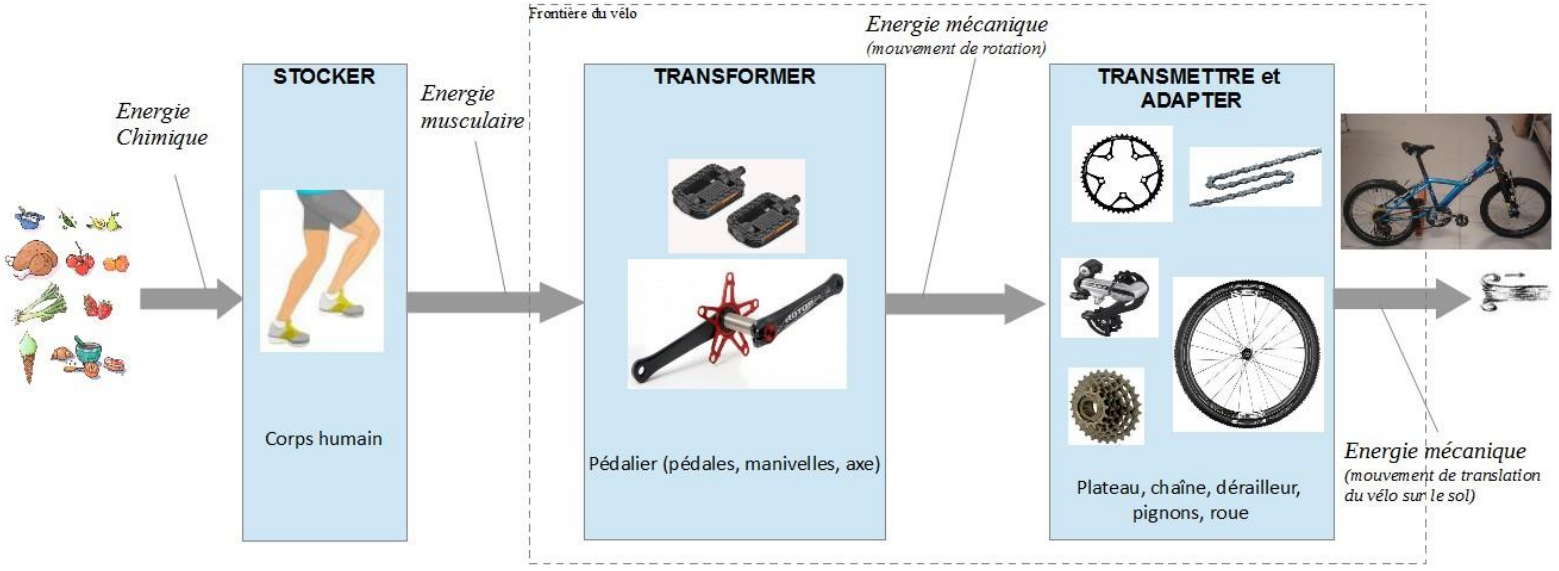 Frontière du vélo
Energie mécanique
(mouvement de rotation)
STOCKER
TRANSFORMER
TRANSMETTRE et
ADAPTER
Energie
Chimique
Energie
musculaire
ROTOR
Corps humain
Pédalier (pédales, manivelles, axe)
Plateau, chaîne, dérailleur,
pignons, roue
Energie mécanique
(mouvement de translation
du vélo sur le sol)